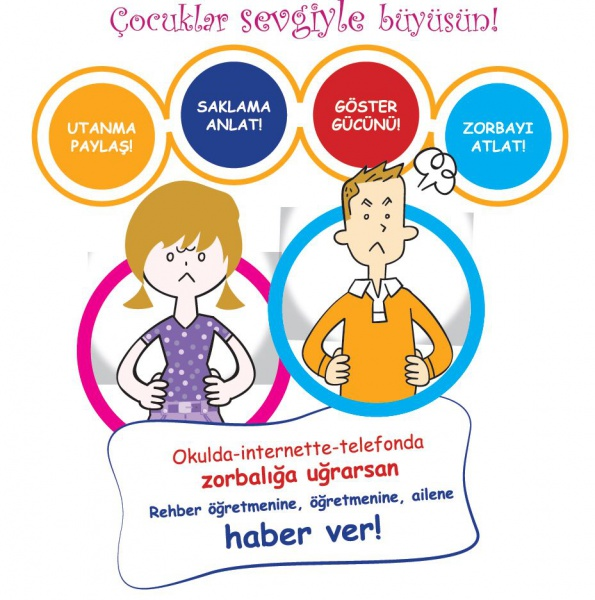 Çocuklar sevgiyle büyüsün!
UTANMA
PAYLAŞ!
SAKLAMA
ANLAT!
GÖSTER
GÜCÜNÜ!
ZORBAYI
ATLAT!
Okulda-internette-telefonda
zorbalığa uğrarsan
Rehber öğretmenine, öğretmenine, ailene
haber ver!